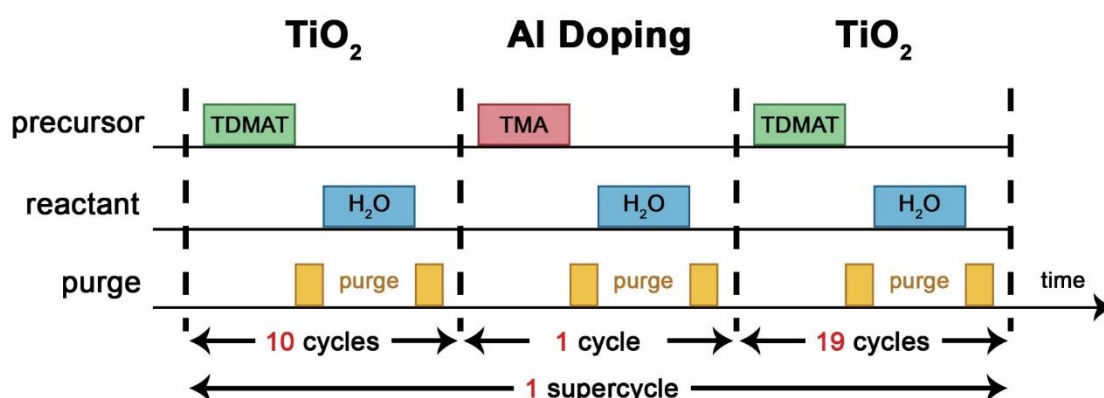 TiO₂ Al Doping TiO₂
precursor TDMAT TMA TDMAT
reactant H₂O H₂O H₂O
purge purge purge purge time
10 cycles 1 cycle 19 cycles
1 supercycle